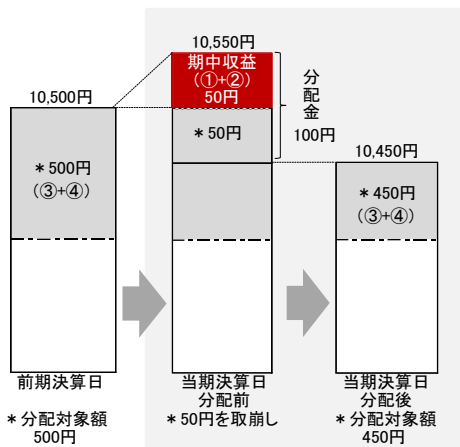 10,550円
期中収益
(①+②)
50円
分配金
100円
10,500円
*50円
*500円
(③+④)
10,450円
*450円
(③+④)
前期決算日
*分配対象額
500円
当期決算日
分配前
*50円を取崩し
当期決算日
分配後
*分配対象額
450円